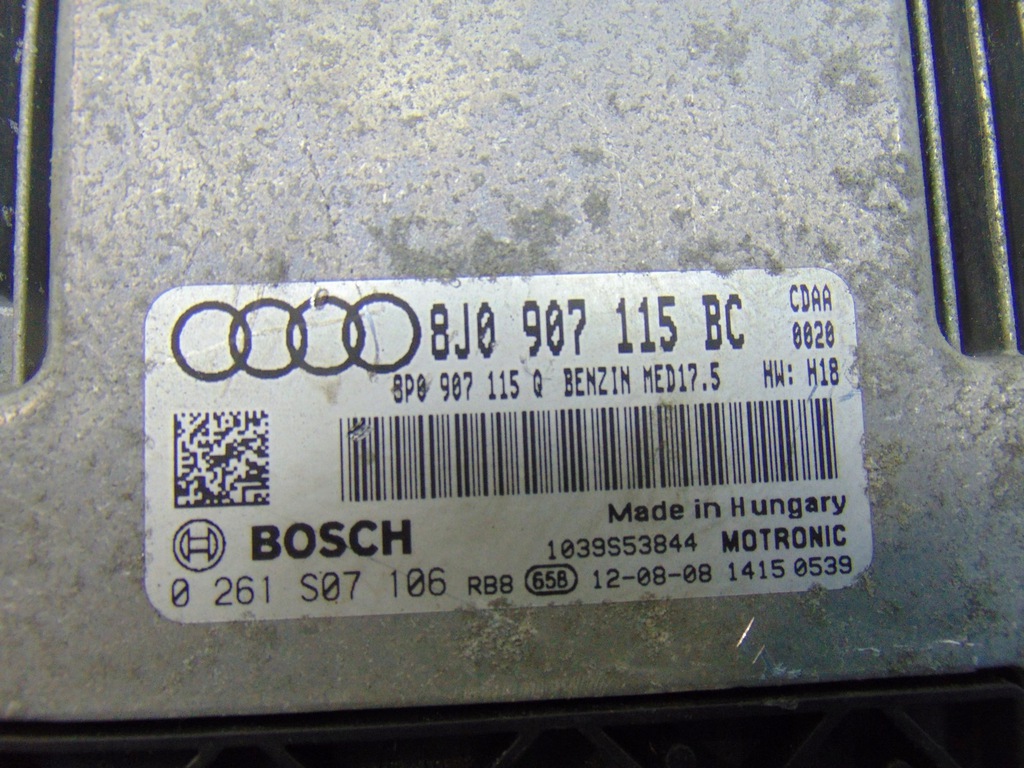 8J0 907 115 BC
CDAA
0020
8P0 907 115 Q BENZIN MED17.5 HW: H18
Made in Hungary
BOSCH
1039S53844 MOTRONIC
0 261 S07 106 RB8 65B 12-08-08 1415 0539